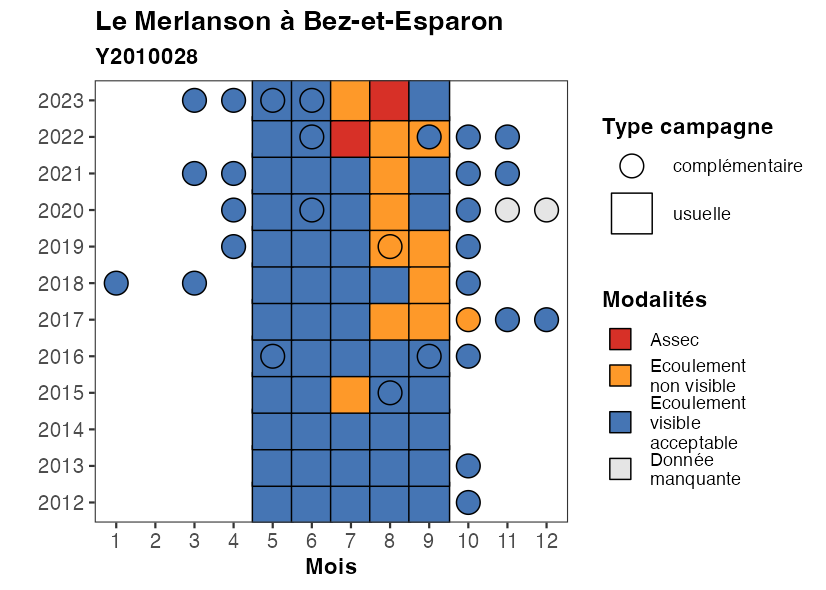 Le Merlanson à Bez-et-Esparon
Y2010028
2023
2022
2021
2020
2019
2018
2017
2016
2015
2014
2013
2012
1 2 3 4 5 6 7 8 9 10 11 12
Mois
Type campagne
complémentaire
usuelle
Modalités
Assec
Ecoulement
non visible
Ecoulement
visible
acceptable
Donnée
manquante